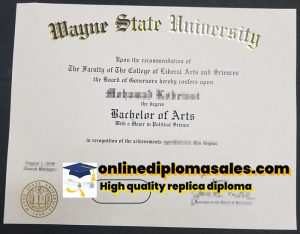 Wayne State University
Upon the recommendation of
The Faculty of The College of Liberal Arts and Sciences
the Board of Governors hereby confers upon
the degree
Bachelor of Arts
With a Major in Political Science
in recognition of the achievements
onlinediplomasales.com
High quality replica diploma